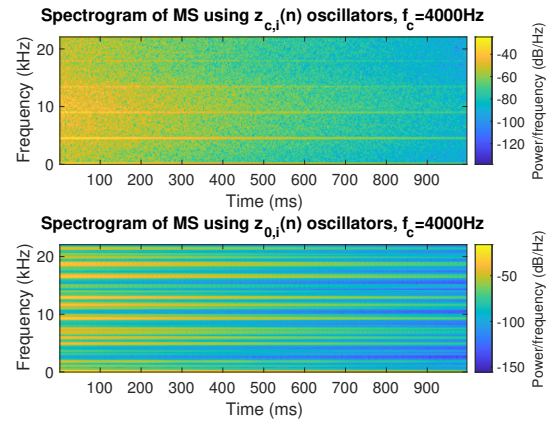 Spectrogram of MS using z_{c,i}(n) oscillators, f_c=4000Hz
Frequency (kHz)
20
10
0
100 200 300 400 500 600 700 800 900
Time (ms)
-40
-60
-80
-100
-120
Power/frequency (dB/Hz)
Spectrogram of MS using z_{0,i}(n) oscillators, f_c=4000Hz
Frequency (kHz)
20
10
0
100 200 300 400 500 600 700 800 900
Time (ms)
-50
-100
-150
Power/frequency (dB/Hz)